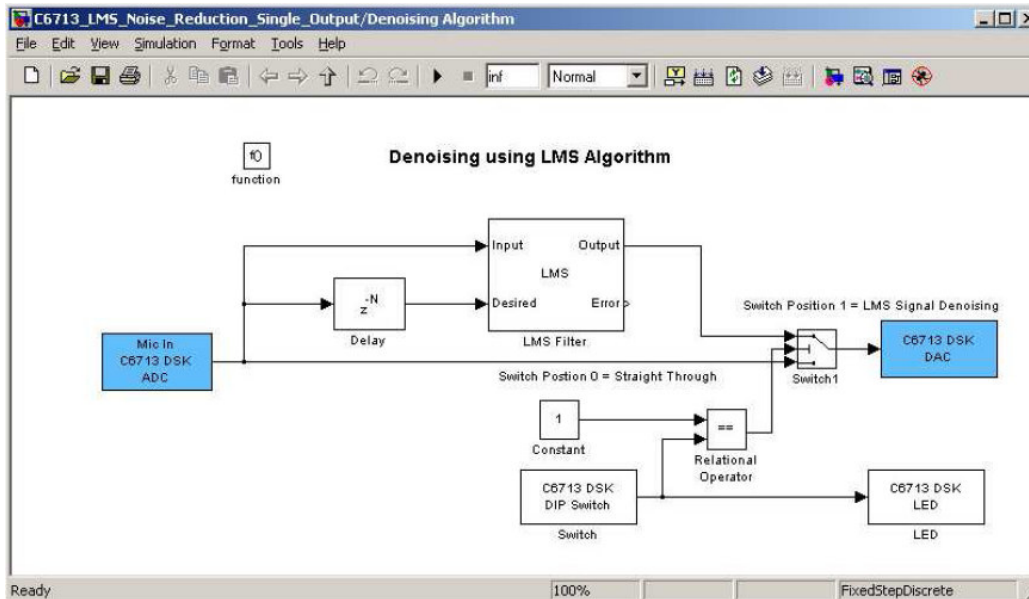 C6713_LMS_Noise_Reduction_Single_Output/Denoising Algorithm
File Edit View Simulation Format Tools Help
inf Normal
f()
function
Denoising using LMS Algorithm
Input Output
LMS
Desired Error
LMS Filter
z^-N
Delay
Mic In
C6713 DSK
ADC
Switch Position 1 = LMS Signal Denoising
C6713 DSK
DAC
Switch1
Switch Postion 0 = Straight Through
1
Constant
==
Relational
Operator
C6713 DSK
DIP Switch
Switch
C6713 DSK
LED
LED
Ready 100% FixedStepDiscrete